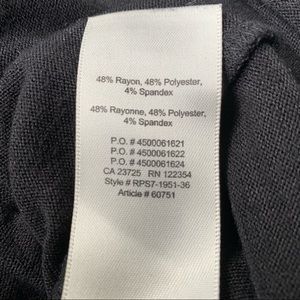 48% Rayon, 48% Polyester,
4% Spandex
48% Rayonne, 48% Polyester,
4% Spandex
P.O. # 4500061621
P.O. # 4500061622
P.O. # 4500061624
CA 23725 RN 122354
Style # RPS7-1951-36
Article # 60751